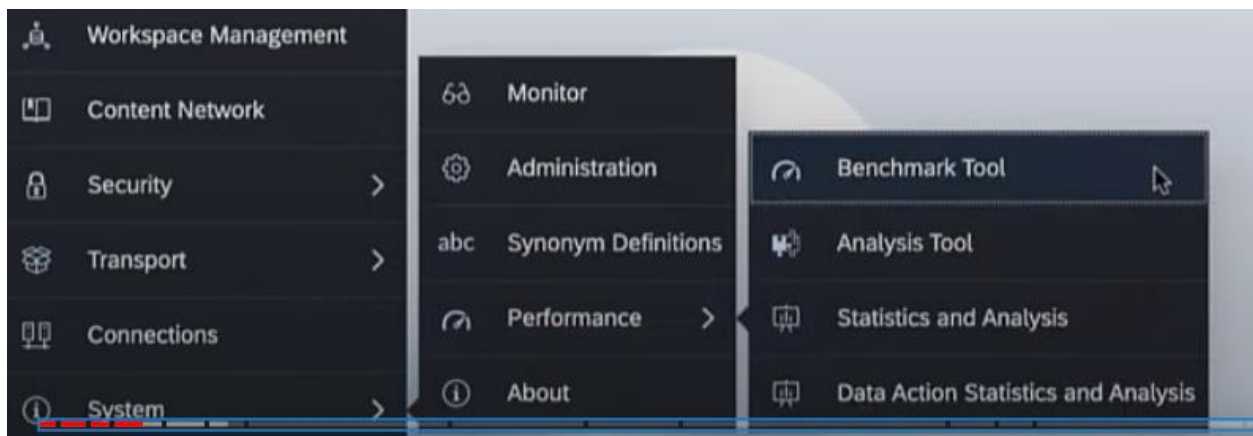 Workspace Management
Content Network
Security
Transport
Connections
System
Monitor
Administration
abc Synonym Definitions
Performance
About
Benchmark Tool
Analysis Tool
Statistics and Analysis
Data Action Statistics and Analysis